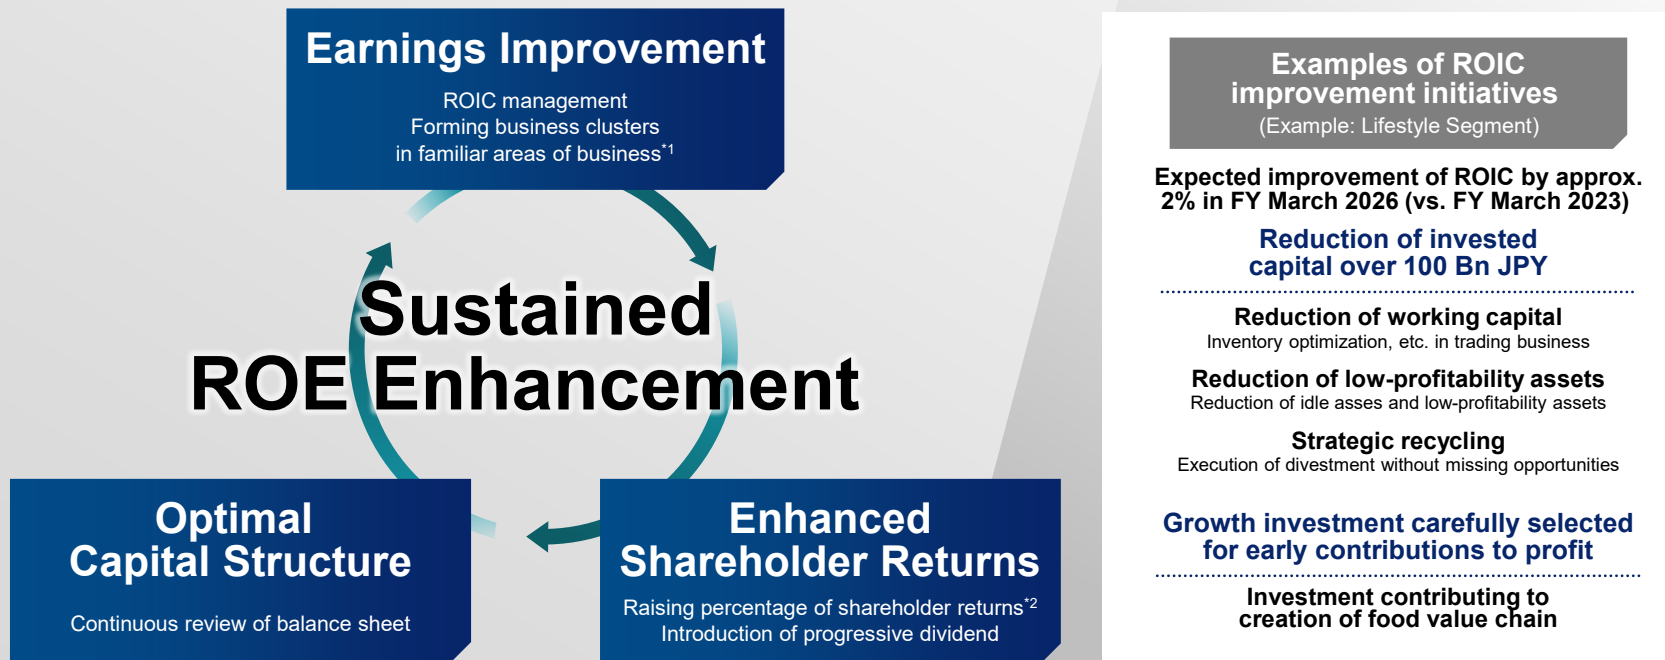 Earnings Improvement
ROIC management
Forming business clusters
in familiar areas of business*1
Sustained
ROE Enhancement
Optimal
Capital Structure
Continuous review of balance sheet
Enhanced
Shareholder Returns
Raising percentage of shareholder returns*2
Introduction of progressive dividend
Examples of ROIC
improvement initiatives
(Example: Lifestyle Segment)
Expected improvement of ROIC by approx.
2% in FY March 2026 (vs. FY March 2023)
Reduction of invested
capital over 100 Bn JPY
Reduction of working capital
Inventory optimization, etc. in trading business
Reduction of low-profitability assets
Reduction of idle asses and low-profitability assets
Strategic recycling
Execution of divestment without missing opportunities
Growth investment carefully selected
for early contributions to profit
Investment contributing to
creation of food value chain